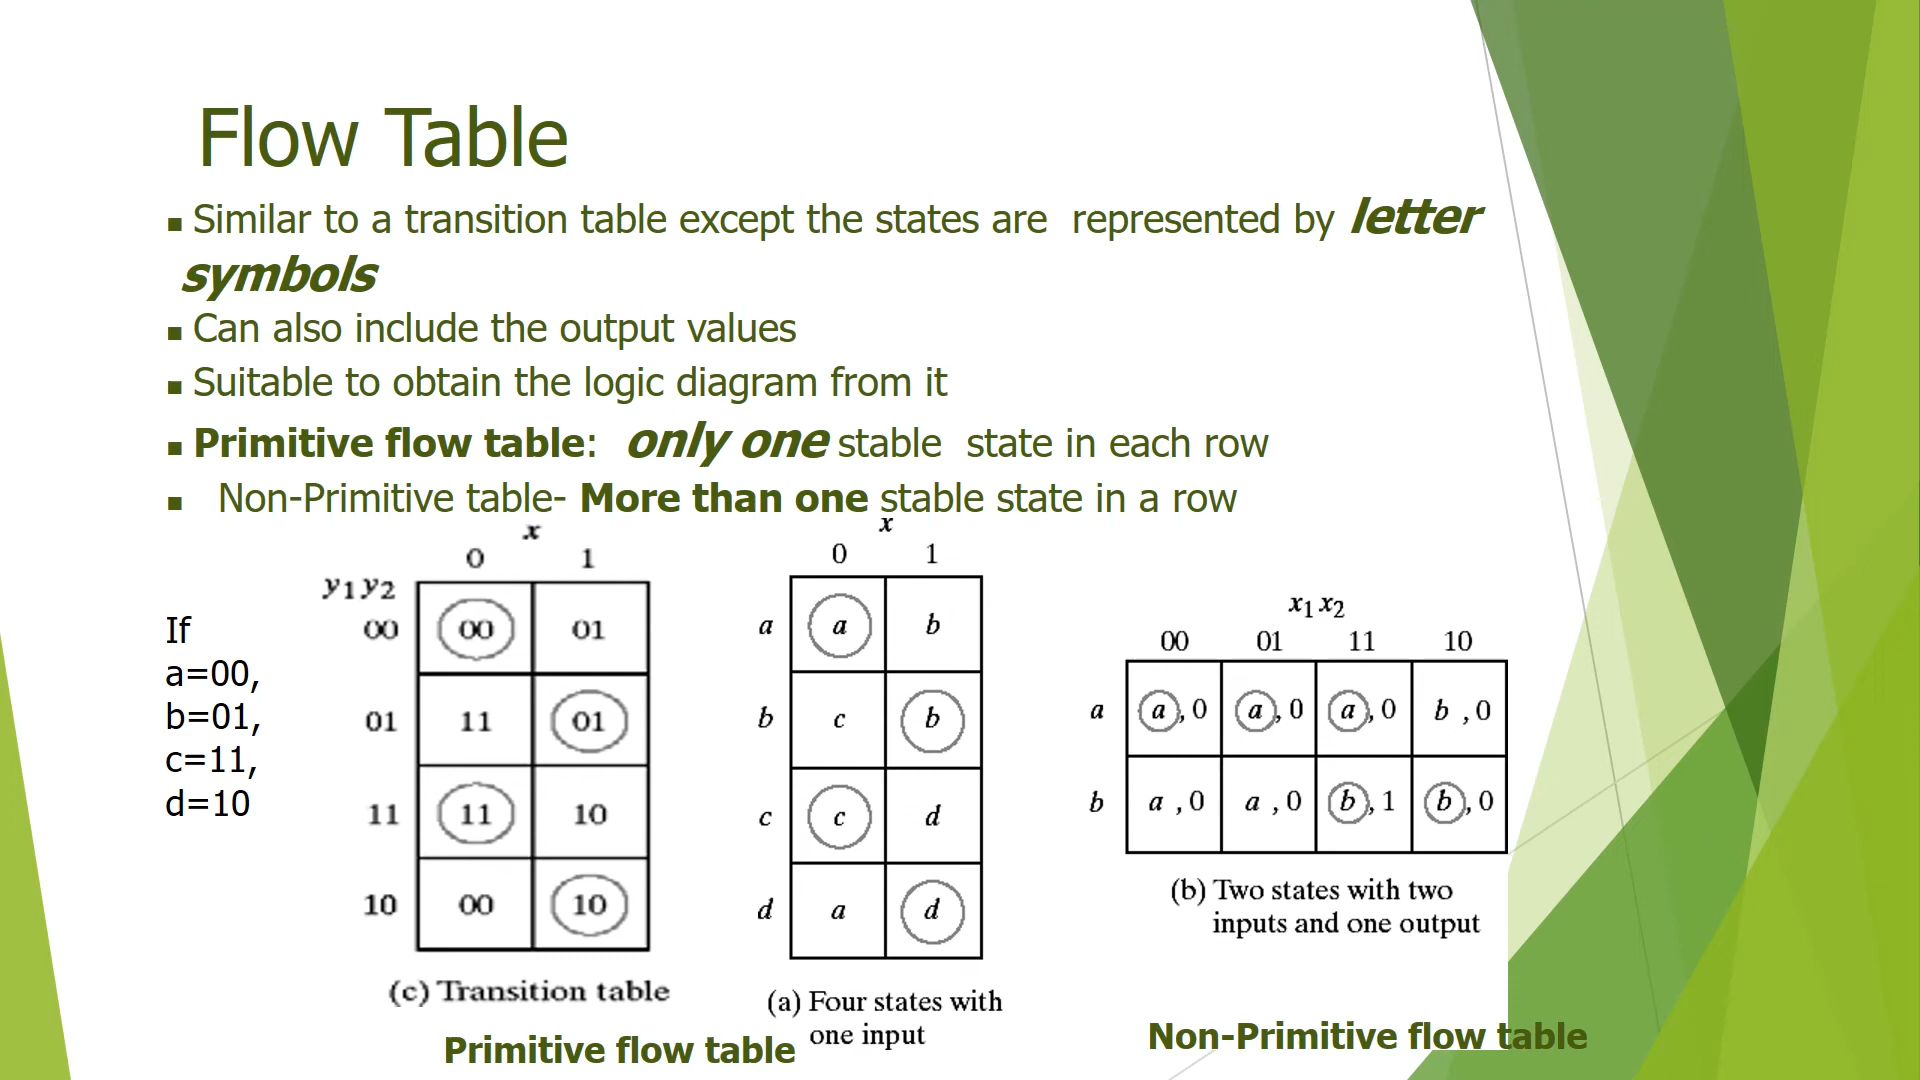 Flow Table
▪ Similar to a transition table except the states are represented by letter
symbols
▪ Can also include the output values
▪ Suitable to obtain the logic diagram from it
▪ Primitive flow table: only one stable state in each row
▪ Non-Primitive table- More than one stable state in a row
If
a=00,
b=01,
c=11,
d=10
x
0 1
y1 y2
00 00 01
01 11 01
11 11 10
10 00 10
(c) Transition table
x
0 1
a a b
b c b
c c d
d a d
(a) Four states with
one input
Primitive flow table
x1 x2
00 01 11 10
a a, 0 a, 0 a, 0 b, 0
b a, 0 a, 0 b, 1 b, 0
(b) Two states with two
inputs and one output
Non-Primitive flow table